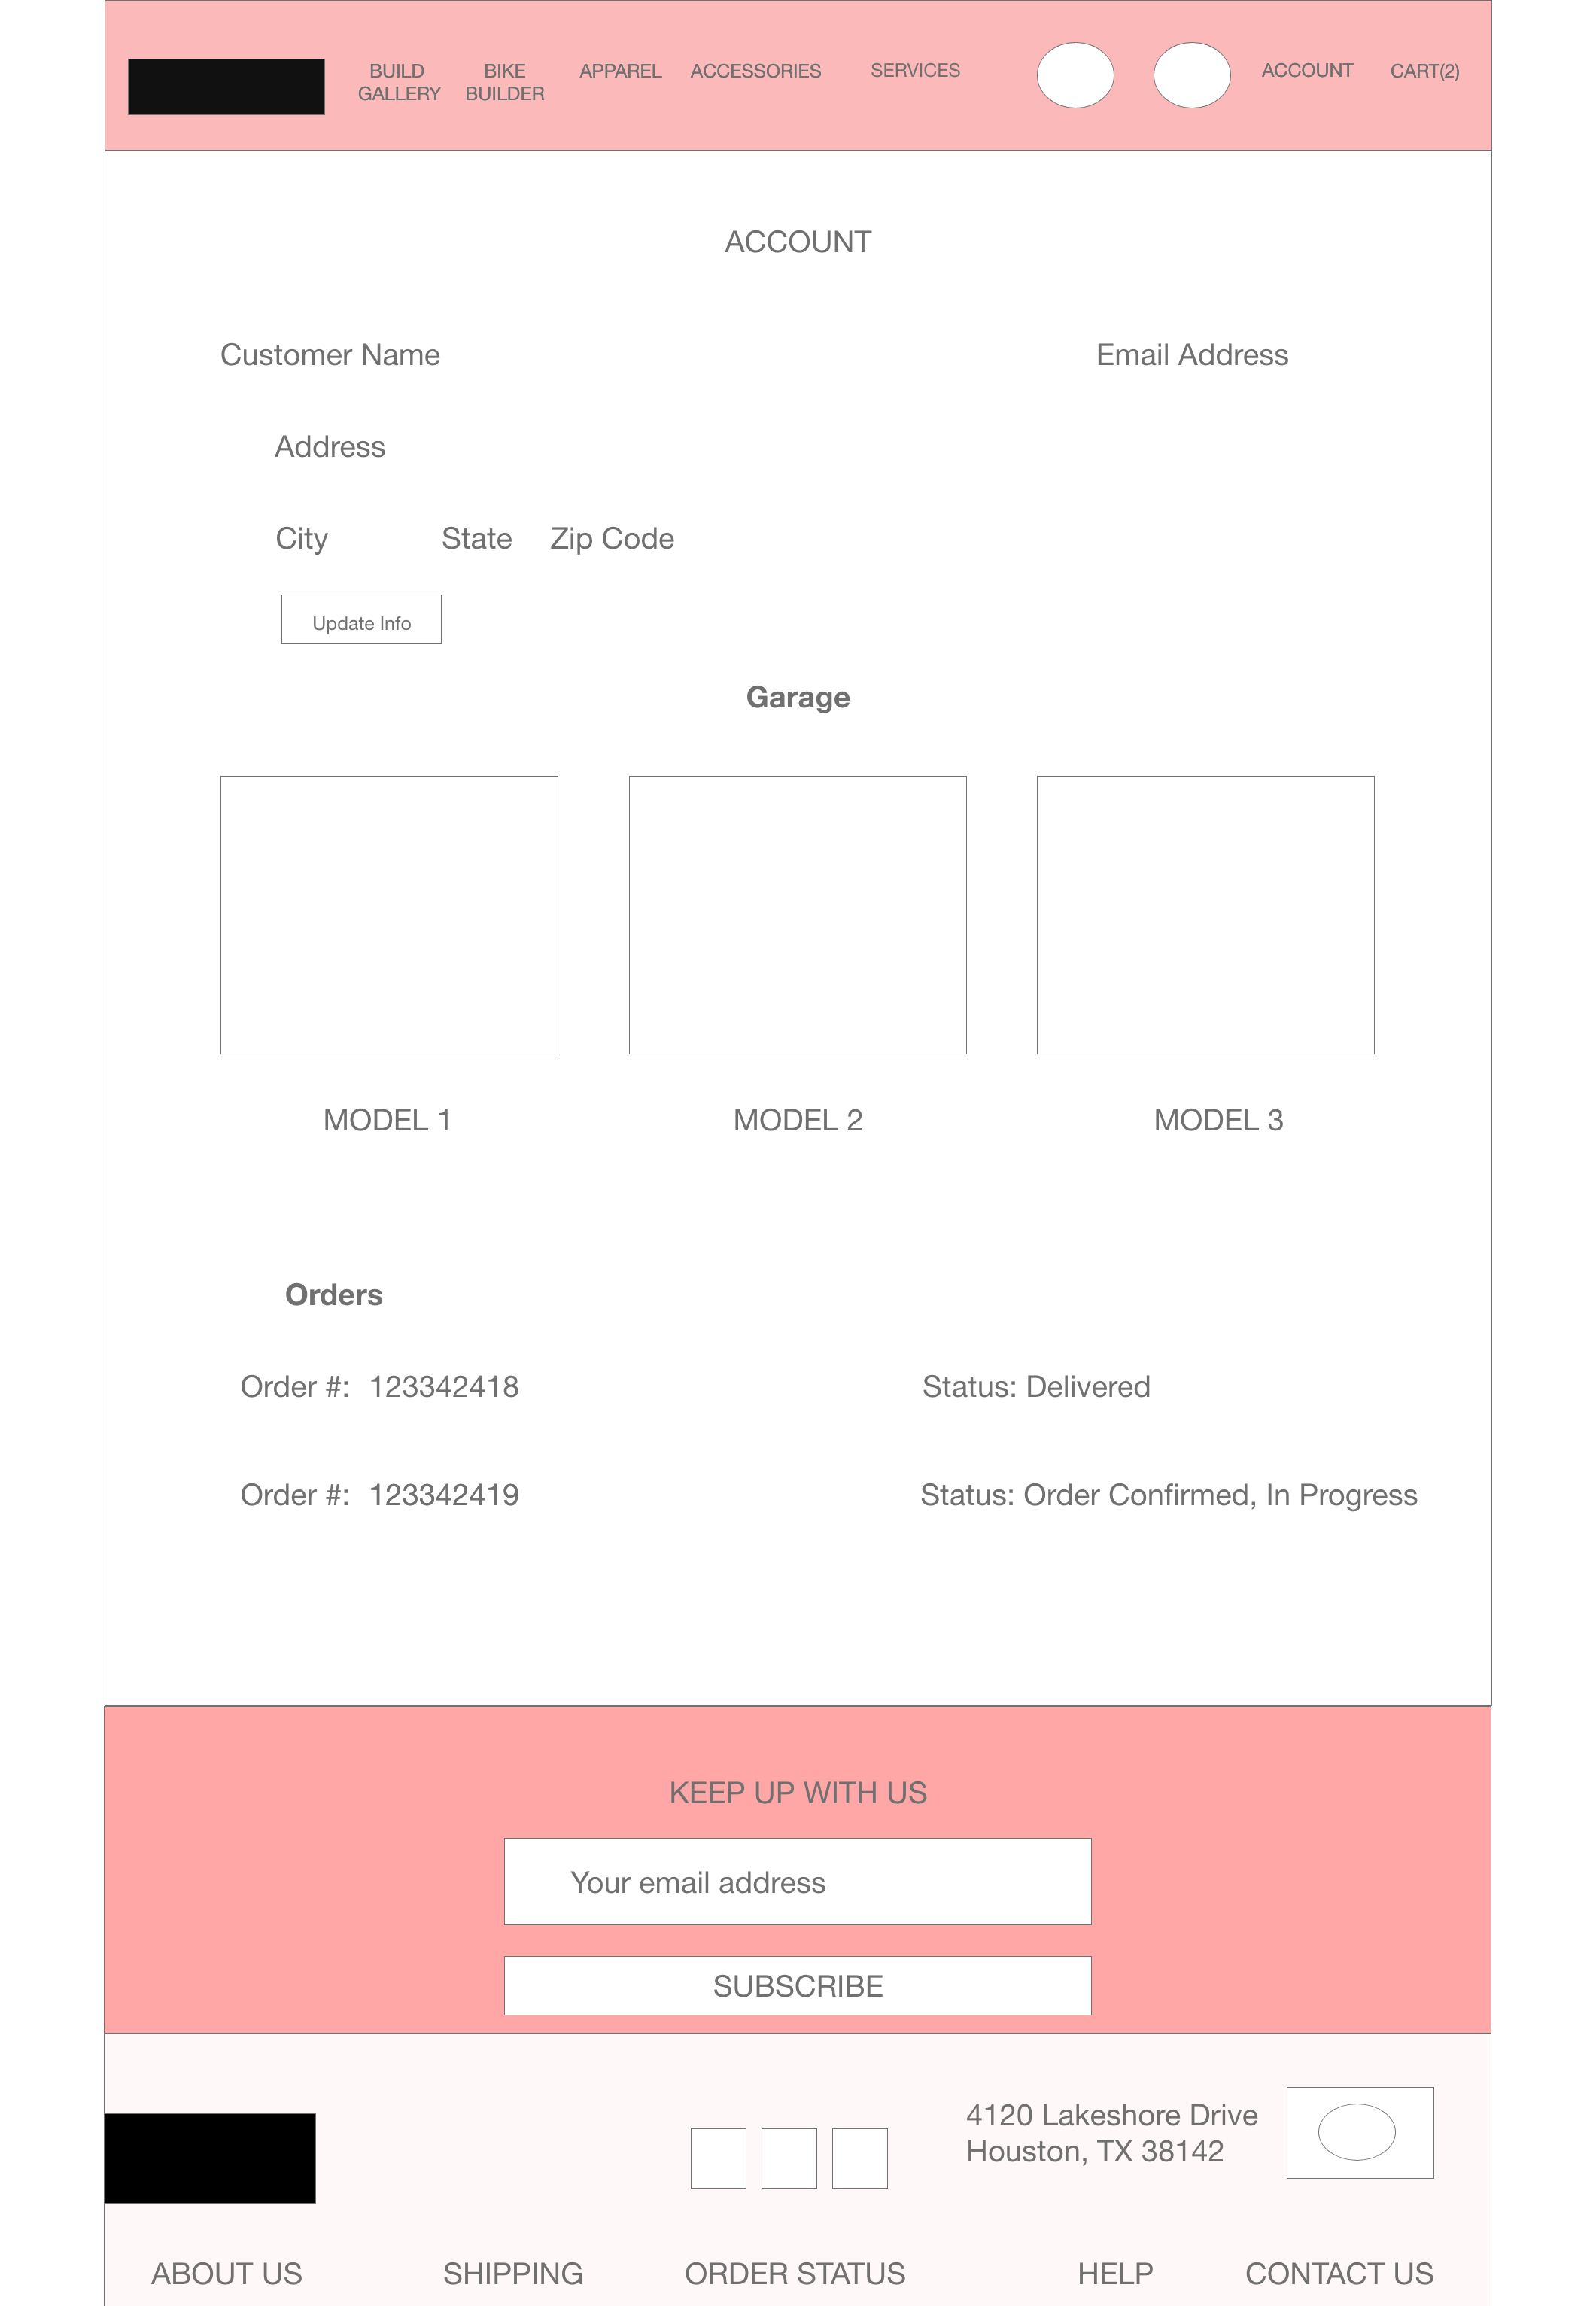 BUILD GALLERY
BIKE BUILDER
APPAREL
ACCESSORIES
SERVICES
ACCOUNT
CART(2)
ACCOUNT
Customer Name
Email Address
Address
City
State
Zip Code
Update Info
Garage
MODEL 1
MODEL 2
MODEL 3
Orders
Order #: 123342418
Status: Delivered
Order #: 123342419
Status: Order Confirmed, In Progress
KEEP UP WITH US
Your email address
SUBSCRIBE
4120 Lakeshore Drive
Houston, TX 38142
ABOUT US
SHIPPING
ORDER STATUS
HELP
CONTACT US